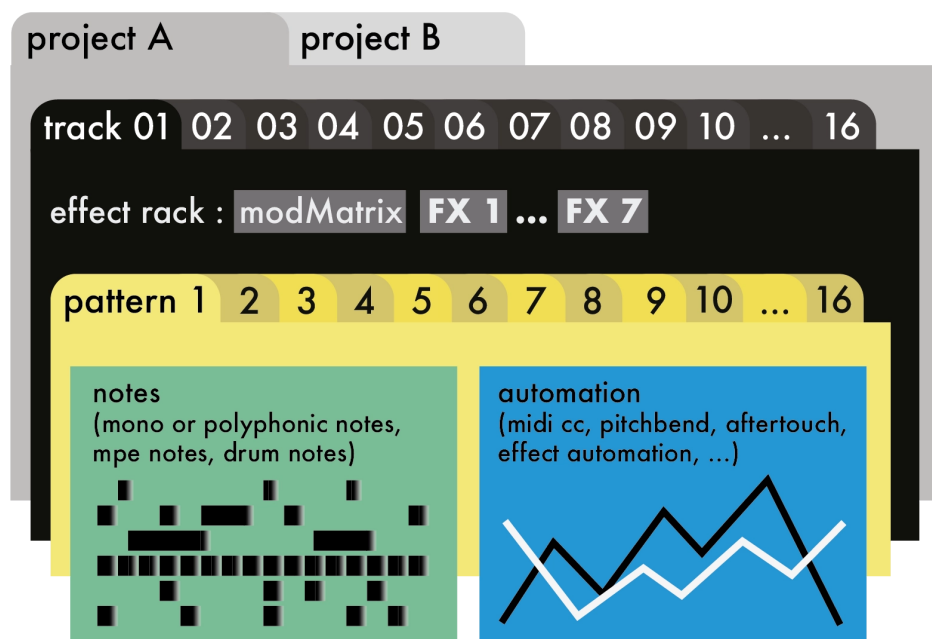 project A project B
track 01 02 03 04 05 06 07 08 09 10 ... 16
effect rack : modMatrix FX 1 ... FX 7
pattern 1 2 3 4 5 6 7 8 9 10 ... 16
notes
(mono or polyphonic notes,
mpe notes, drum notes)
automation
(midi cc, pitchbend, aftertouch,
effect automation, ...)